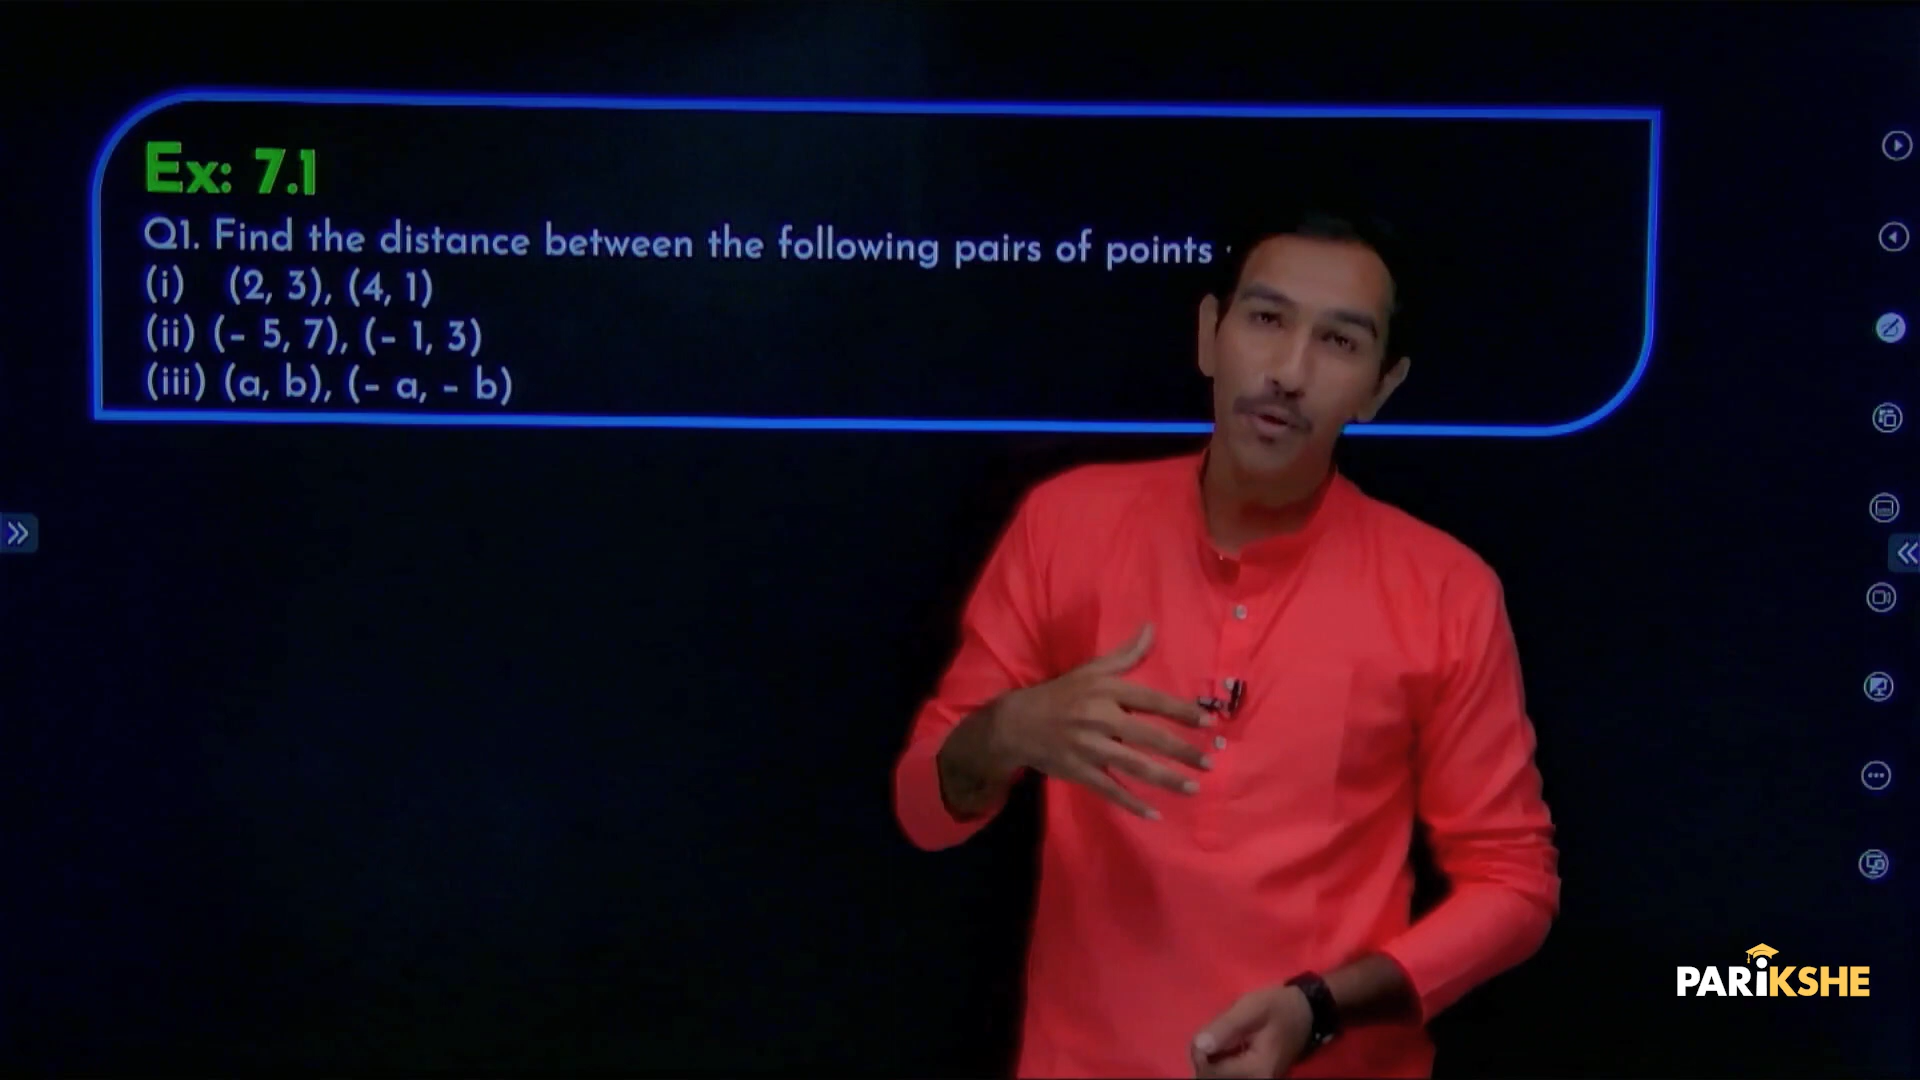 Ex: 7.1
Q1. Find the distance between the following pairs of points
(i) (2, 3), (4, 1)
(ii) (- 5, 7), (- 1, 3)
(iii) (a, b), (- a, - b)
PARiKSHE